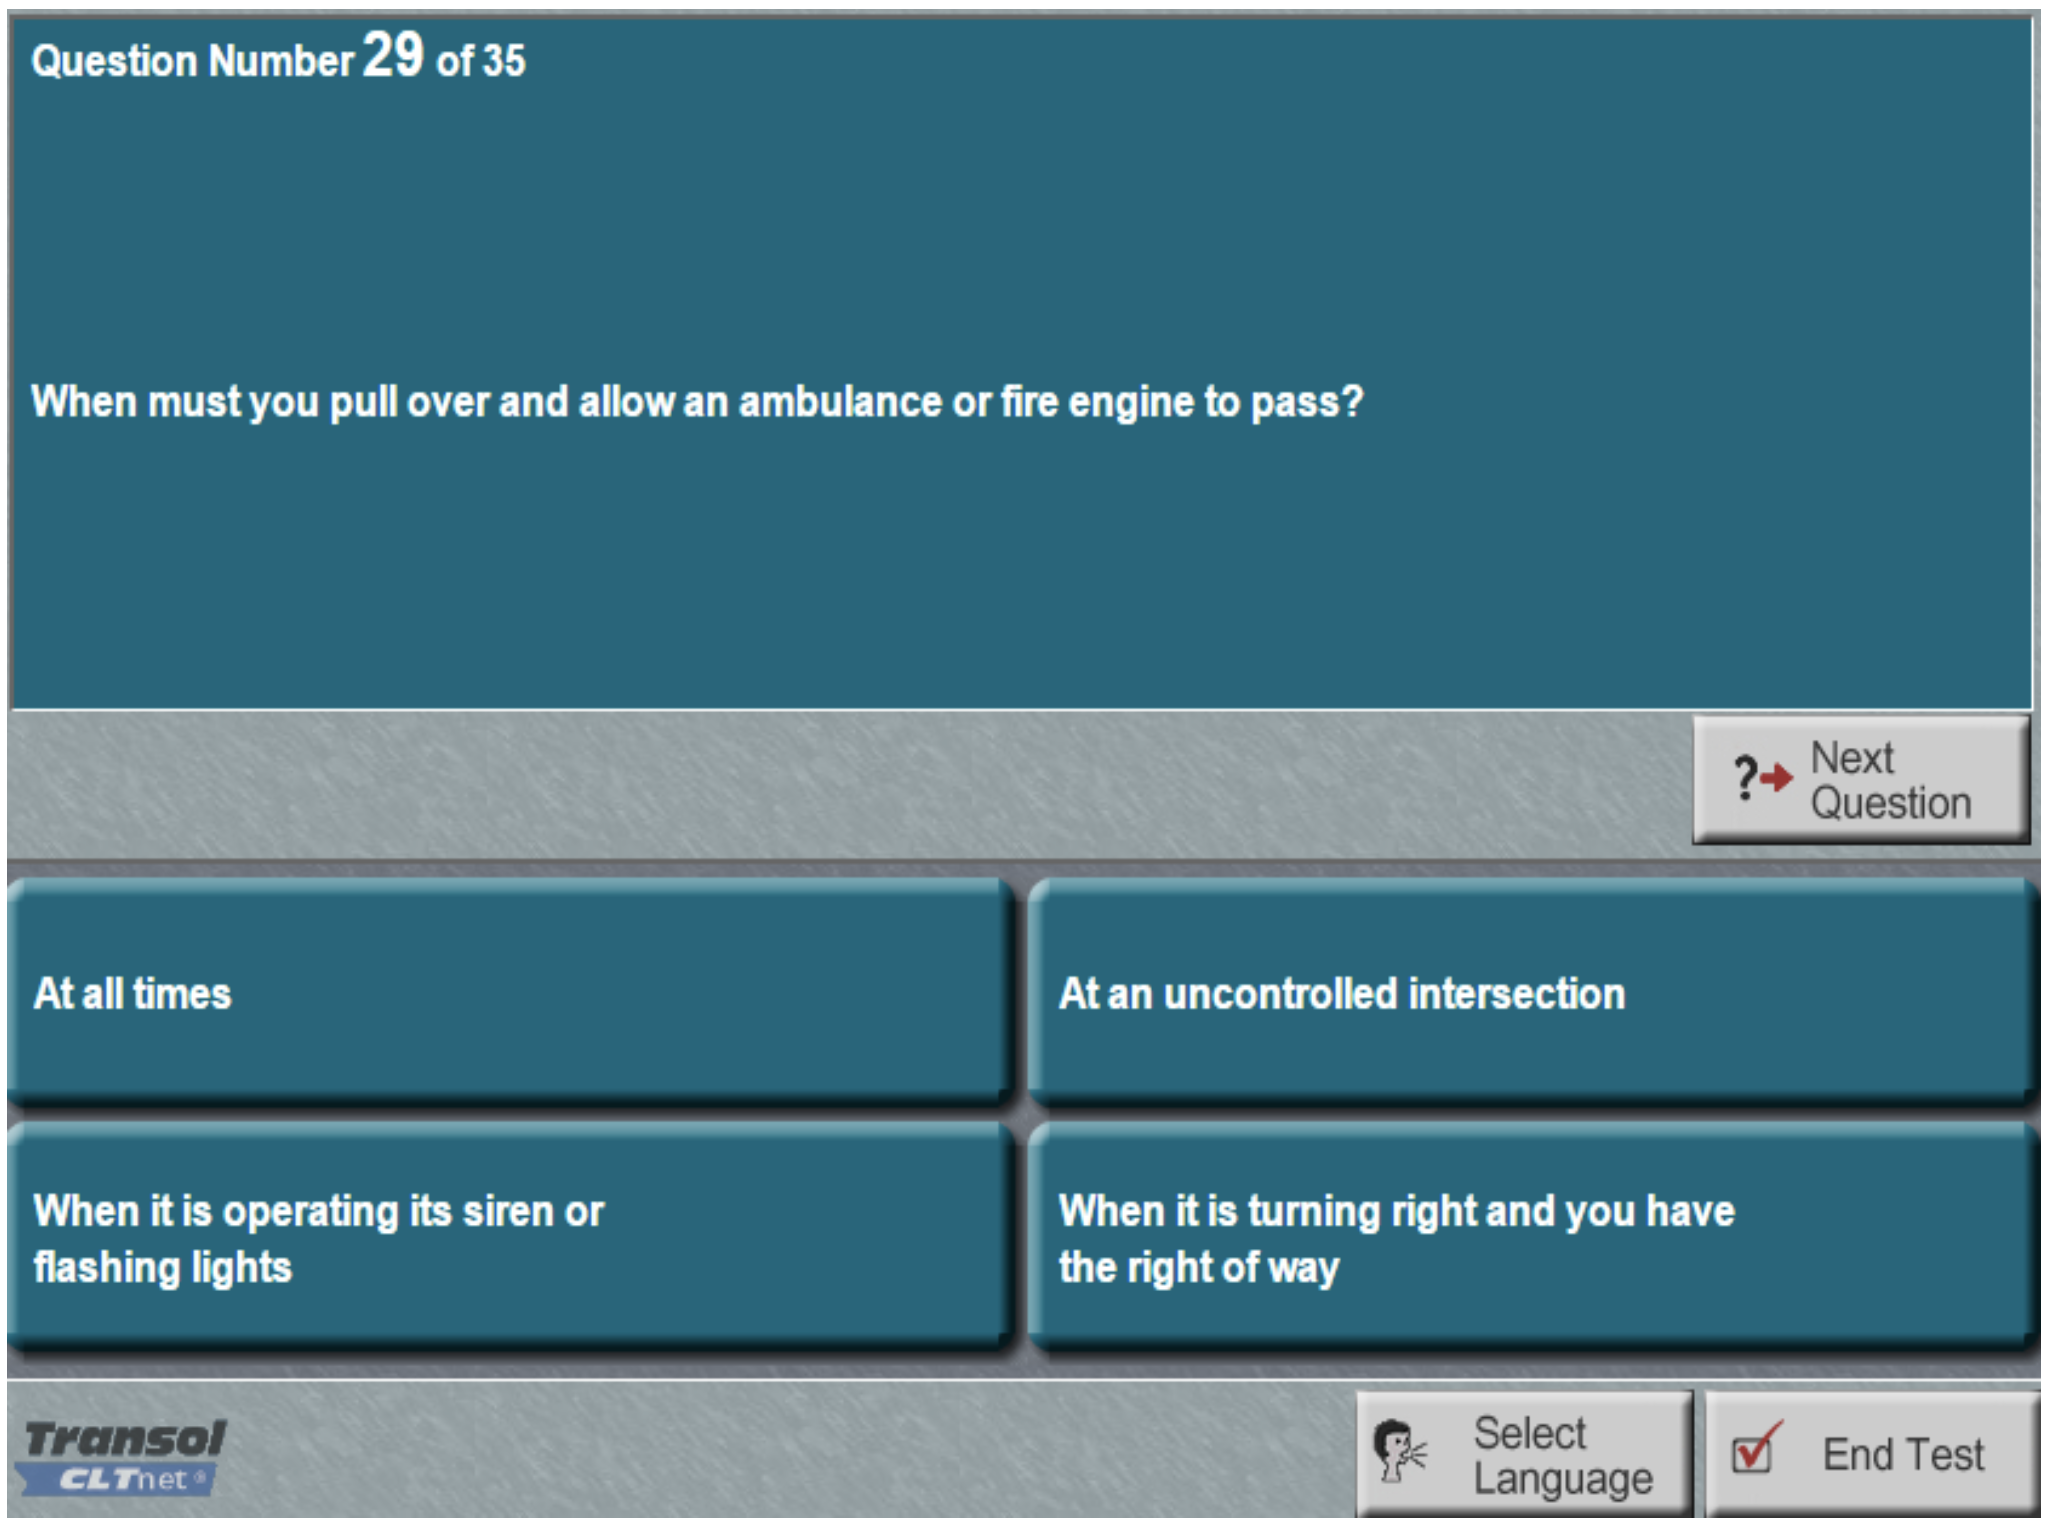 Question Number 29 of 35
When must you pull over and allow an ambulance or fire engine to pass?
Next
Question
At all times
At an uncontrolled intersection
When it is operating its siren or
flashing lights
When it is turning right and you have
the right of way
Transol
CLTnet®
Select
Language
End Test